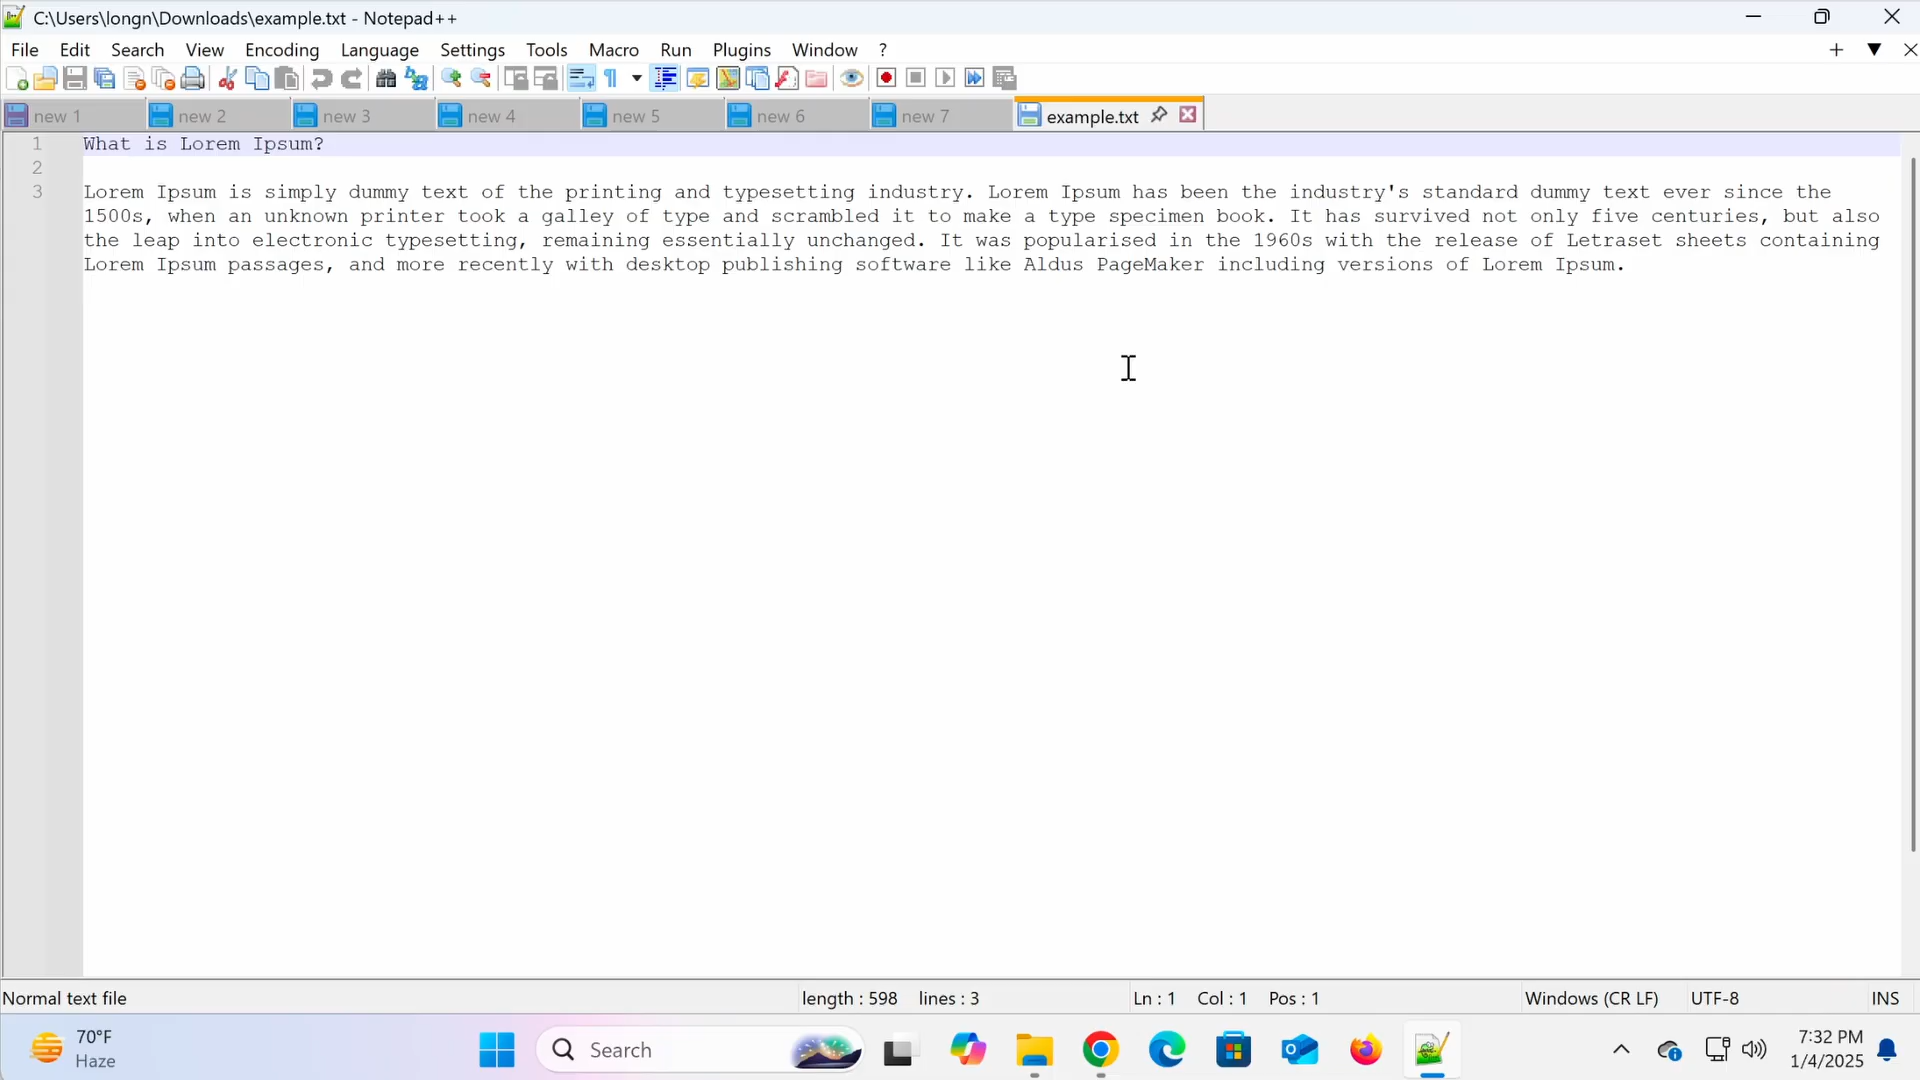 C:\Users\longn\Downloads\example.txt - Notepad++
File Edit Search View Encoding Language Settings Tools Macro Run Plugins Window ?
new 1 new 2 new 3 new 4 new 5 new 6 new 7 example.txt
1 What is Lorem Ipsum?
2
3 Lorem Ipsum is simply dummy text of the printing and typesetting industry. Lorem Ipsum has been the industry's standard dummy text ever since the
1500s, when an unknown printer took a galley of type and scrambled it to make a type specimen book. It has survived not only five centuries, but also
the leap into electronic typesetting, remaining essentially unchanged. It was popularised in the 1960s with the release of Letraset sheets containing
Lorem Ipsum passages, and more recently with desktop publishing software like Aldus PageMaker including versions of Lorem Ipsum.
Normal text file length : 598 lines : 3 Ln : 1 Col : 1 Pos : 1 Windows (CR LF) UTF-8 INS
70°F
Haze
Search
7:32 PM
1/4/2025